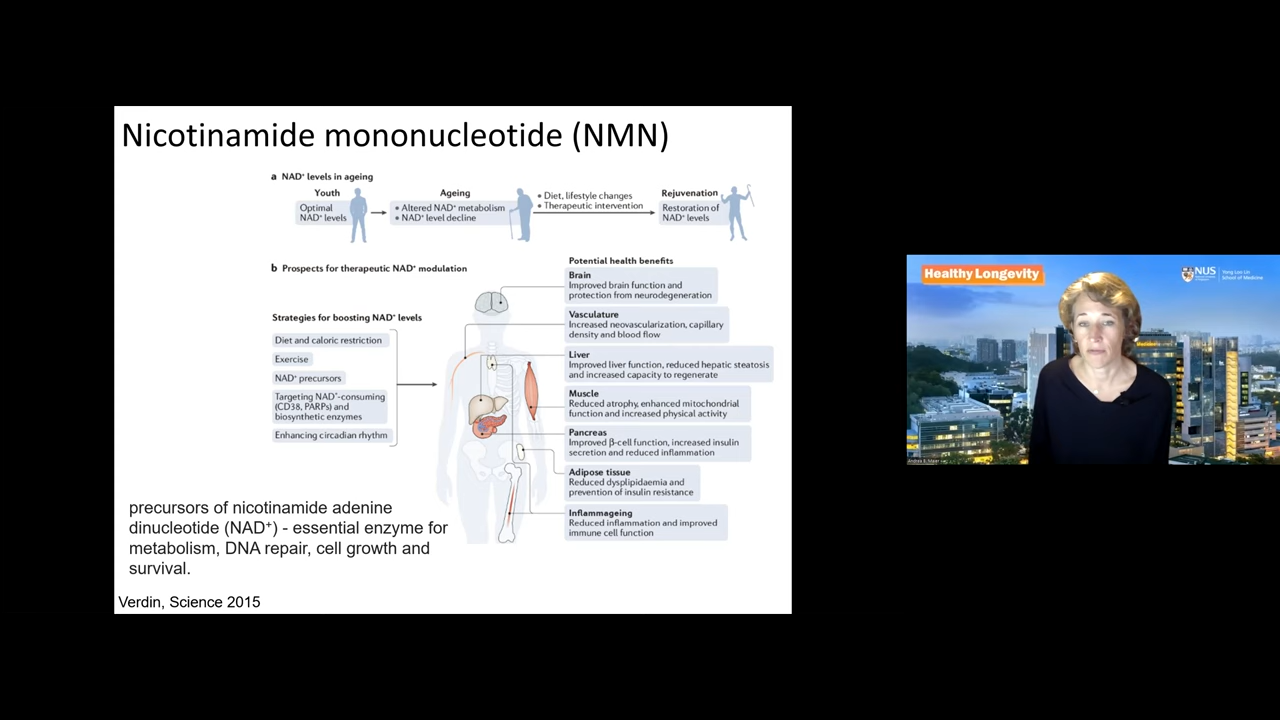 Nicotinamide mononucleotide (NMN)
a NAD⁺ levels in ageing
Youth
Optimal
NAD⁺ levels
Ageing
• Altered NAD⁺ metabolism
• NAD⁺ level decline
• Diet, lifestyle changes
• Therapeutic intervention
Rejuvenation
Restoration of
NAD⁺ levels
b Prospects for therapeutic NAD⁺ modulation
Strategies for boosting NAD⁺ levels
Diet and caloric restriction
Exercise
NAD⁺ precursors
Targeting NAD⁺-consuming
(CD38, PARPs) and
biosynthetic enzymes
Enhancing circadian rhythm
Potential health benefits
Brain
Improved brain function and
protection from neurodegeneration
Vasculature
Increased neovascularization, capillary
density and blood flow
Liver
Improved liver function, reduced hepatic steatosis
and increased capacity to regenerate
Muscle
Reduced atrophy, enhanced mitochondrial
function and increased physical activity
Pancreas
Improved β-cell function, increased insulin
secretion and reduced inflammation
Adipose tissue
Reduced dyslipidaemia and
prevention of insulin resistance
Inflammageing
Reduced inflammation and improved
immune cell function
precursors of nicotinamide adenine
dinucleotide (NAD⁺) - essential enzyme for
metabolism, DNA repair, cell growth and
survival.
Verdin, Science 2015
Healthy Longevity
NUS
Yong Loo Lin
School of Medicine